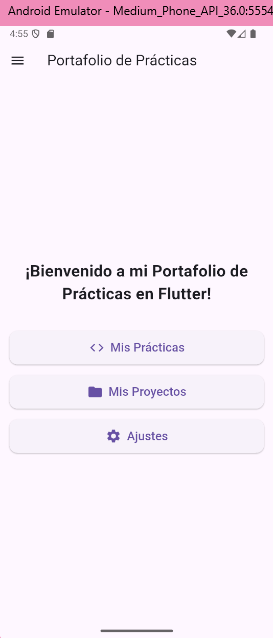 Android Emulator - Medium_Phone_API_36.0:5554
4:55
Portafolio de Prácticas
¡Bienvenido a mi Portafolio de
Prácticas en Flutter!
Mis Prácticas
Mis Proyectos
Ajustes